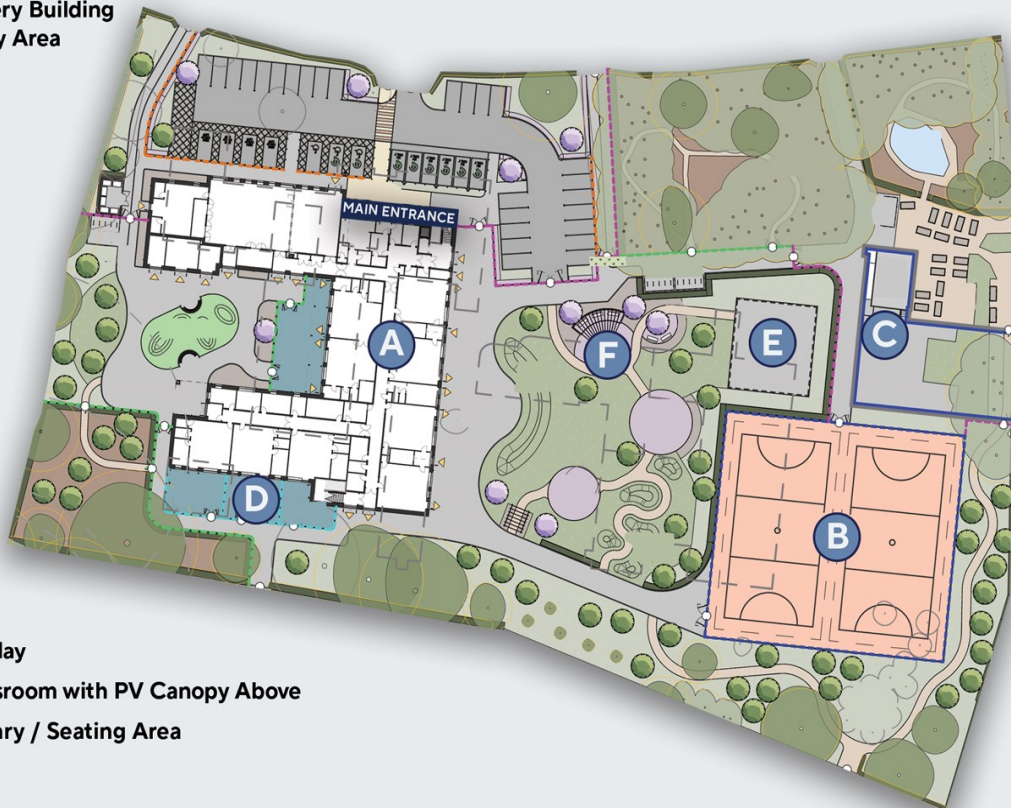 ery Building
y Area
MAIN ENTRANCE
A
C
E
F
D
B
lay
sroom with PV Canopy Above
ary / Seating Area